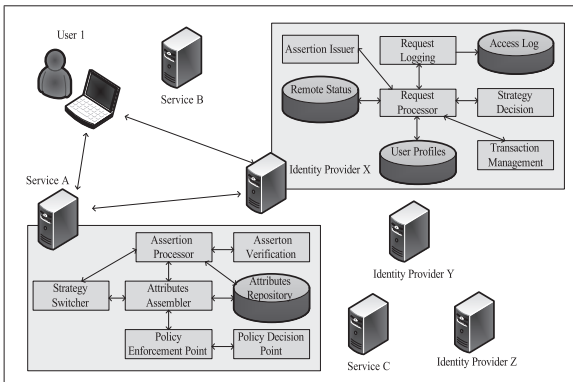 User 1
Service B
Assertion Issuer
Request
Logging
Access Log
Remote Status
Request
Processor
Strategy
Decision
User Profiles
Transaction
Management
Identity Provider X
Service A
Assertion
Processor
Asserton
Verification
Strategy
Switcher
Attributes
Assembler
Attributes
Repository
Policy
Enforcement Point
Policy Decision
Point
Identity Provider Y
Service C
Identity Provider Z